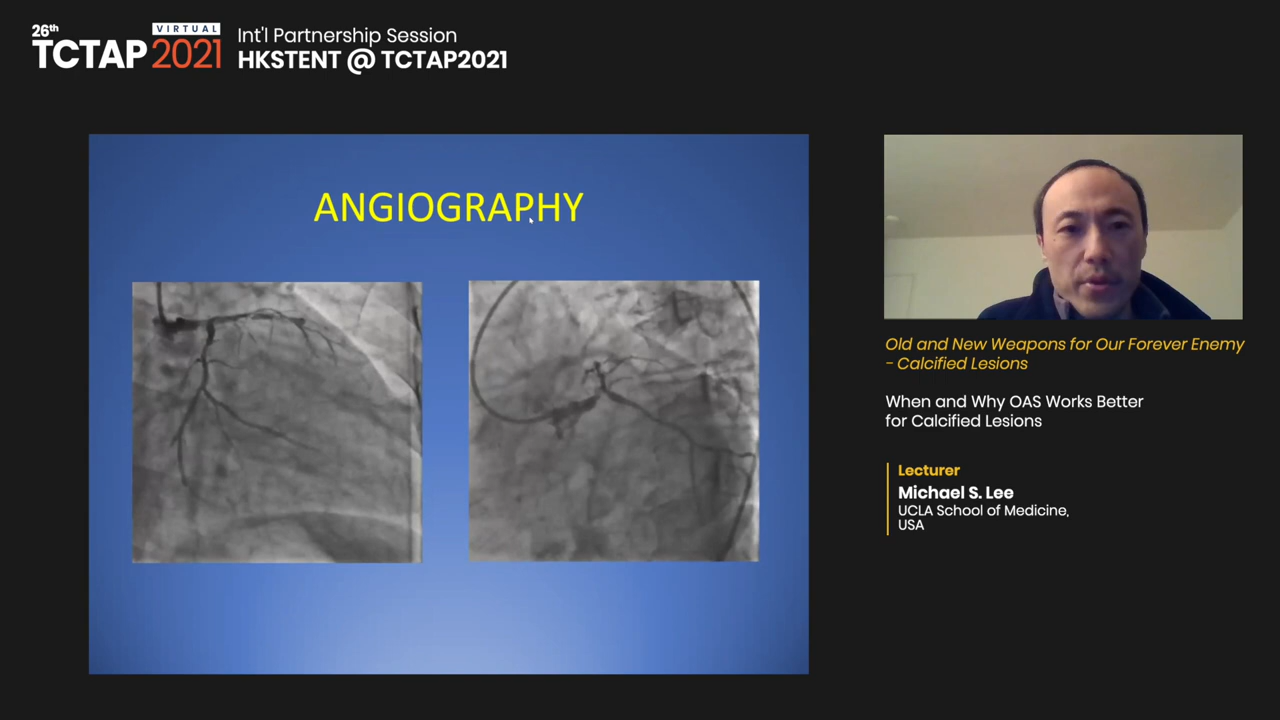 26th
TCTAP
VIRTUAL
2021
Int'l Partnership Session
HKSTENT @ TCTAP2021
ANGIOGRAPHY
Old and New Weapons for Our Forever Enemy
- Calcified Lesions
When and Why OAS Works Better
for Calcified Lesions
Lecturer
Michael S. Lee
UCLA School of Medicine,
USA